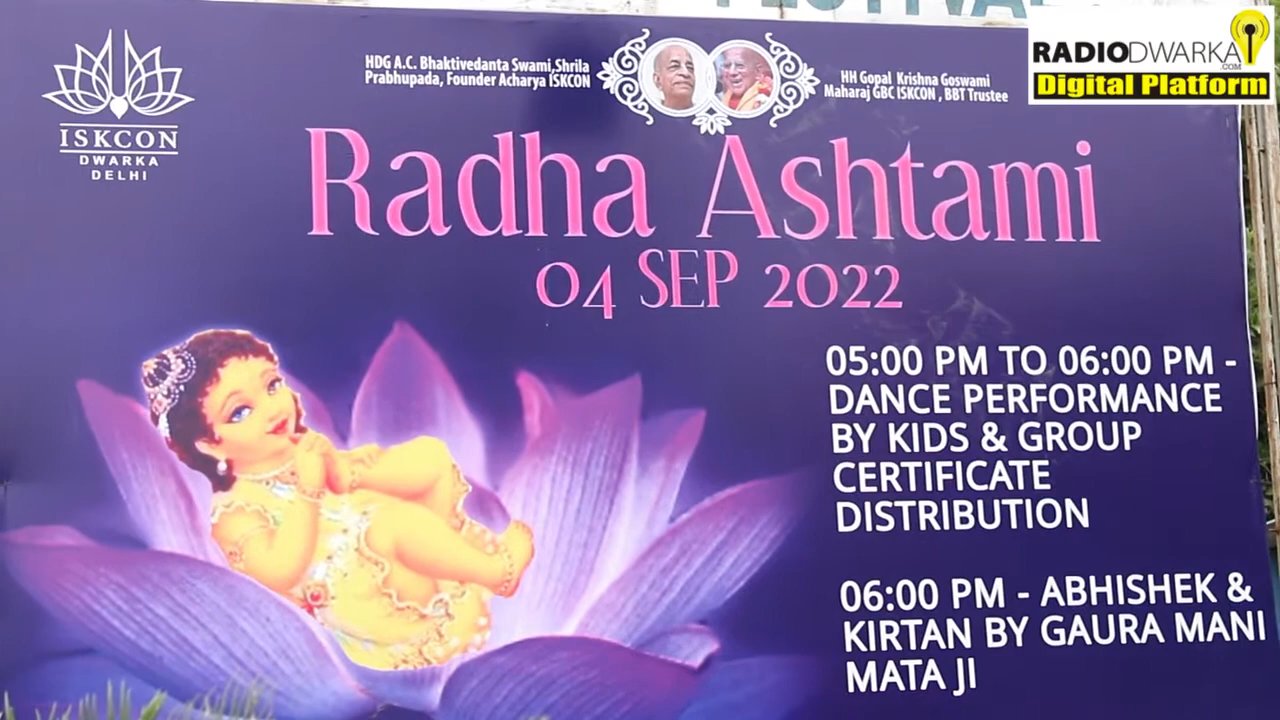 FESTIVAL
RADIODWARKA
.COM
Digital Platform
HDG A.C. Bhaktivedanta Swami,Shrila
Prabhupada, Founder Acharya ISKCON
HH Gopal Krishna Goswami
Maharaj GBC ISKCON , BBT Trustee
ISKCON
DWARKA
DELHI
Radha Ashtami
04 SEP 2022
05:00 PM TO 06:00 PM -
DANCE PERFORMANCE
BY KIDS & GROUP
CERTIFICATE
DISTRIBUTION
06:00 PM - ABHISHEK &
KIRTAN BY GAURA MANI
MATA JI